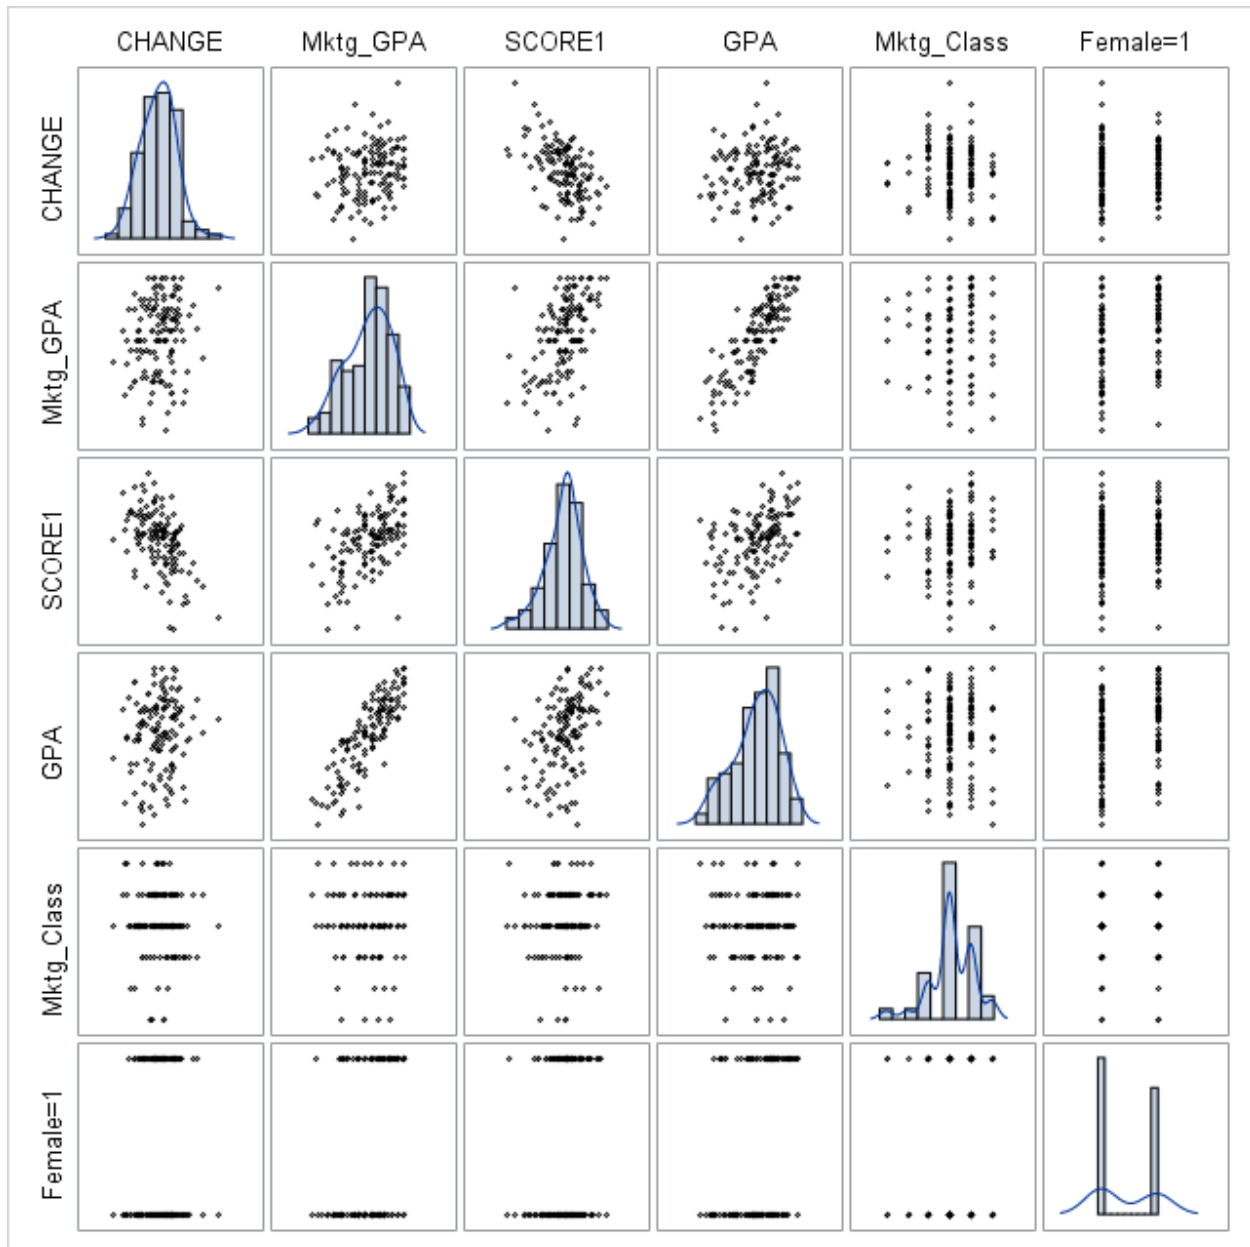 CHANGE Mktg_GPA SCORE1 GPA Mktg_Class Female=1
CHANGE
Mktg_GPA
SCORE1
GPA
Mktg_Class
Female=1